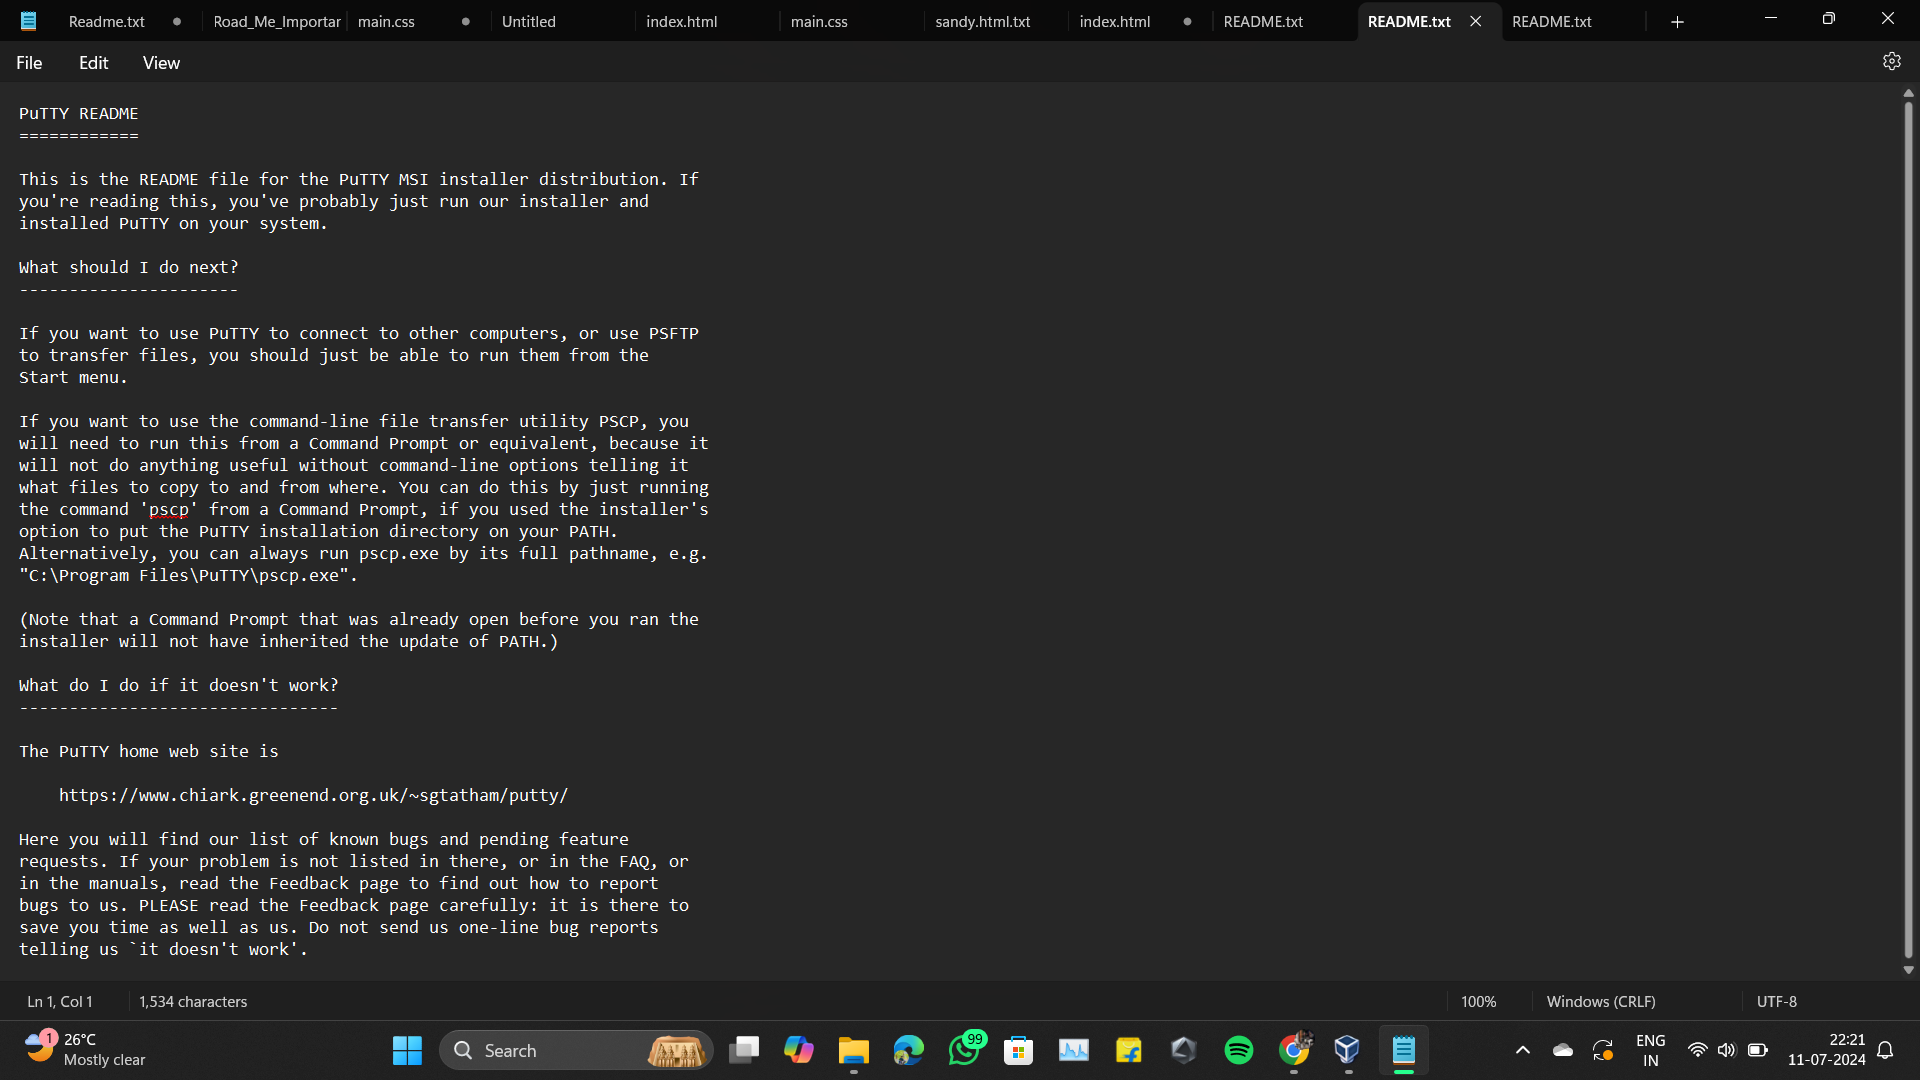 Readme.txt
Road_Me_Importar
main.css
Untitled
index.html
main.css
sandy.html.txt
index.html
README.txt
README.txt
README.txt
File
Edit
View
PuTTY README
============
This is the README file for the PuTTY MSI installer distribution. If
you're reading this, you've probably just run our installer and
installed PuTTY on your system.
What should I do next?
----------------------
If you want to use PuTTY to connect to other computers, or use PSFTP
to transfer files, you should just be able to run them from the
Start menu.
If you want to use the command-line file transfer utility PSCP, you
will need to run this from a Command Prompt or equivalent, because it
will not do anything useful without command-line options telling it
what files to copy to and from where. You can do this by just running
the command 'pscp' from a Command Prompt, if you used the installer's
option to put the PuTTY installation directory on your PATH.
Alternatively, you can always run pscp.exe by its full pathname, e.g.
"C:\Program Files\PuTTY\pscp.exe".
(Note that a Command Prompt that was already open before you ran the
installer will not have inherited the update of PATH.)
What do I do if it doesn't work?
--------------------------------
The PuTTY home web site is
https://www.chiark.greenend.org.uk/~sgtatham/putty/
Here you will find our list of known bugs and pending feature
requests. If your problem is not listed in there, or in the FAQ, or
in the manuals, read the Feedback page to find out how to report
bugs to us. PLEASE read the Feedback page carefully: it is there to
save you time as well as us. Do not send us one-line bug reports
telling us `it doesn't work'.
Ln 1, Col 1
1,534 characters
100%
Windows (CRLF)
UTF-8
1
26°C
Mostly clear
Search
99
ENG
IN
22:21
11-07-2024